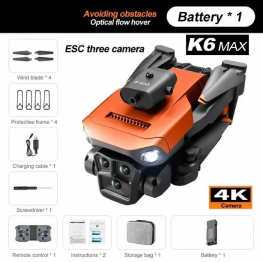 Avoiding obstacles
Optical flow hover
Battery * 1
ESC three camera
K6 MAX
Wind blade * 4
Protective frame * 4
Charging cable * 1
Screwdriver * 1
4K
Camera
Remote control * 1
Instructions * 2
Storage bag * 1
Battery * 1